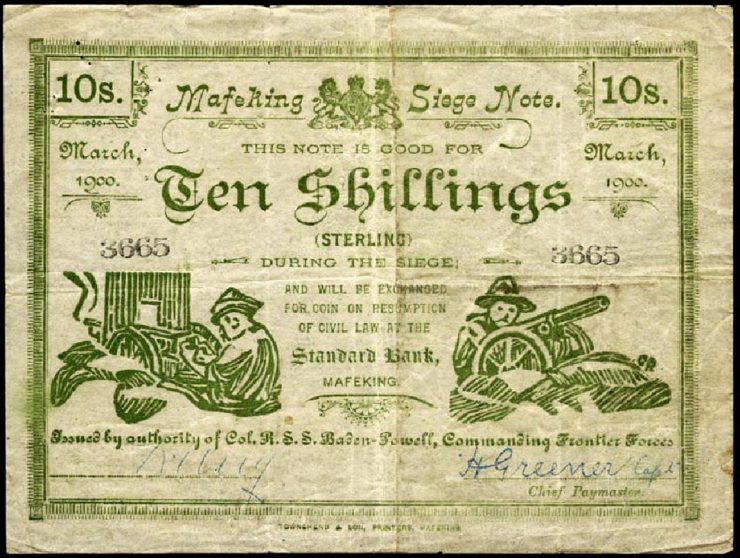 10s. Mafeking Siege Note. 10s.
March, THIS NOTE IS GOOD FOR March,
1900. Ten Shillings 1900.
(STERLING)
3665 3665
DURING THE SIEGE;
AND WILL BE EXCHANGED
FOR COIN ON RESUMPTION
OF CIVIL LAW AT THE
Standard Bank,
MAFEKING.
Issued by authority of Col. R. S. S. Baden-Powell, Commanding Frontier Forces
H Greener Capt
Chief Paymaster.
TOWNSHEND & SON, PRINTERS, MAFEKING